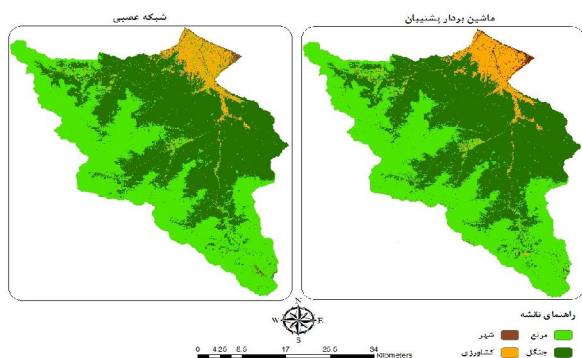 ماشین بردار پشتیبان
شبکه عصبی
راهنمای نقشه
مرتع
شهر
جنگل
کشاورزی
N
W E
S
0 4.25 8.5 17 25.5 34
Kilometers